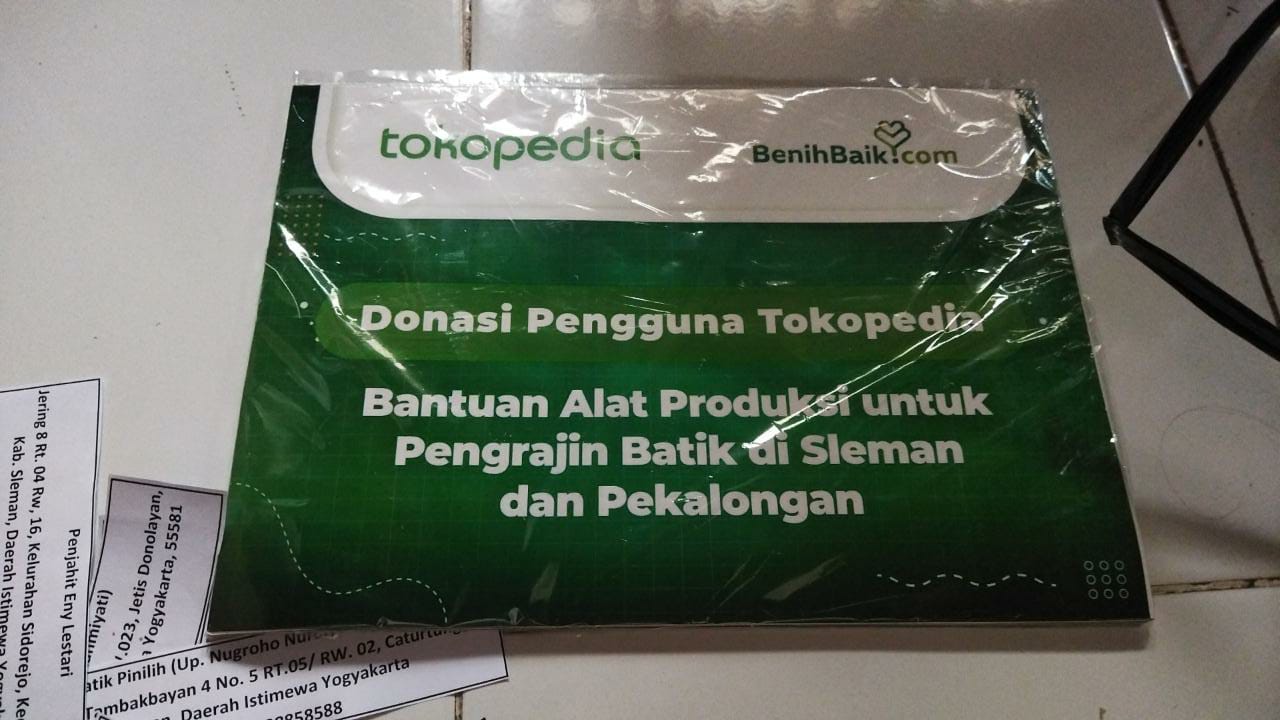 tokopedia
BenihBaik.com
Donasi Pengguna Tokopedia
Bantuan Alat Produksi untuk
Pengrajin Batik di Sleman
dan Pekalongan
Penjahit Eny Lestari
Jering 8 Rt. 04 Rw, 16, Kelurahan Sidorejo,
Kab. Sleman, Daerah Istimewa
023, Jetis Donolayan,
Yogyakarta, 55581
Pinilih (Up. Nugroho
Tambakbayan 4 No. 5 RT.05/ RW. 02,
Daerah Istimewa Yogyakarta
8858588